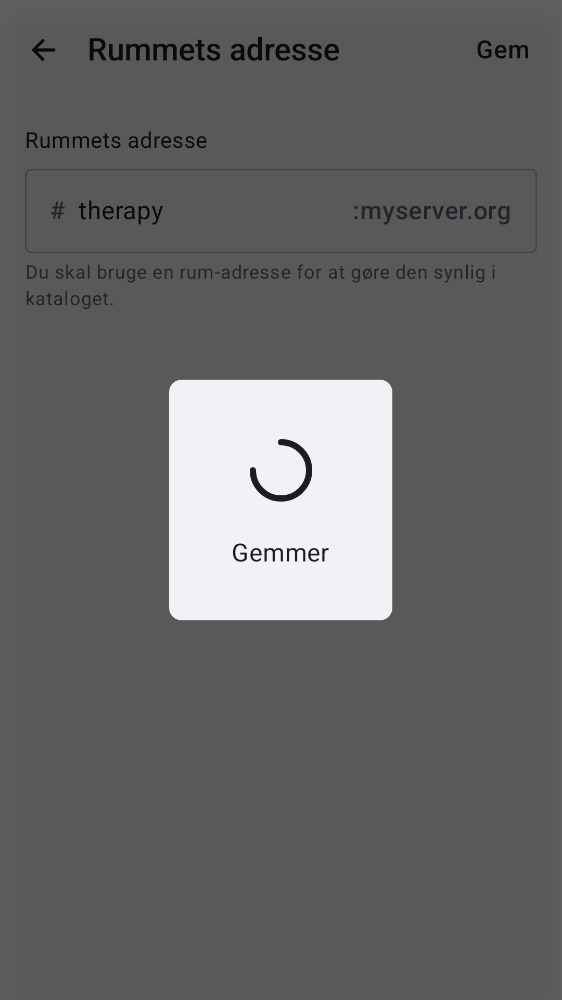 Rummets adresse
Gem
Rummets adresse
# therapy :myserver.org
Du skal bruge en rum-adresse for at gøre den synlig i
kataloget.
Gemmer